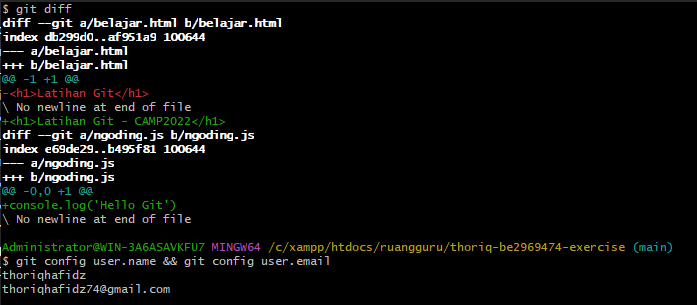 $ git diff
diff --git a/belajar.html b/belajar.html
index db299d0..af951a9 100644
--- a/belajar.html
+++ b/belajar.html
@@ -1 +1 @@
-<h1>Latihan Git</h1>
\ No newline at end of file
+<h1>Latihan Git - CAMP2022</h1>
diff --git a/ngoding.js b/ngoding.js
index e69de29..b495f81 100644
--- a/ngoding.js
+++ b/ngoding.js
@@ -0,0 +1 @@
+console.log('Hello Git')
\ No newline at end of file
Administrator@WIN-3A6ASAVKFU7 MINGW64 /c/xampp/htdocs/ruangguru/thoriq-be2969474-exercise (main)
$ git config user.name && git config user.email
thoriqhafidz
thoriqhafidz74@gmail.com